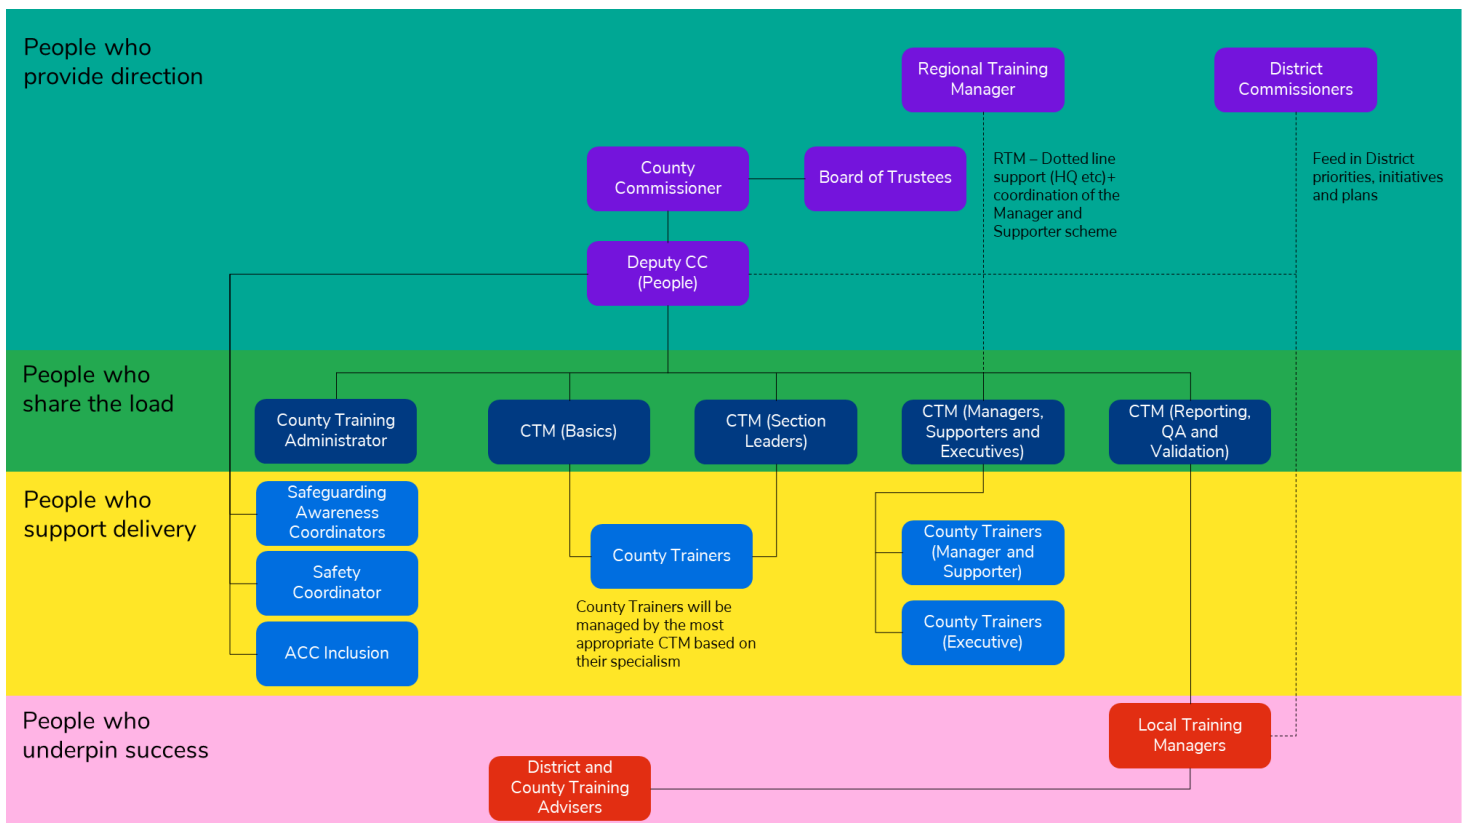 People who
provide direction
Regional Training
Manager
District
Commissioners
County
Commissioner
Board of Trustees
RTM – Dotted line
support (HQ etc)+
coordination of the
Manager and
Supporter scheme
Feed in District
priorities, initiatives
and plans
Deputy CC
(People)
People who
share the load
County Training
Administrator
CTM (Basics)
CTM (Section
Leaders)
CTM (Managers,
Supporters and
Executives)
CTM (Reporting,
QA and
Validation)
People who
support delivery
Safeguarding
Awareness
Coordinators
Safety
Coordinator
ACC Inclusion
County Trainers
County Trainers will be
managed by the most
appropriate CTM based on
their specialism
County Trainers
(Manager and
Supporter)
County Trainers
(Executive)
People who
underpin success
Local Training
Managers
District and
County Training
Advisers